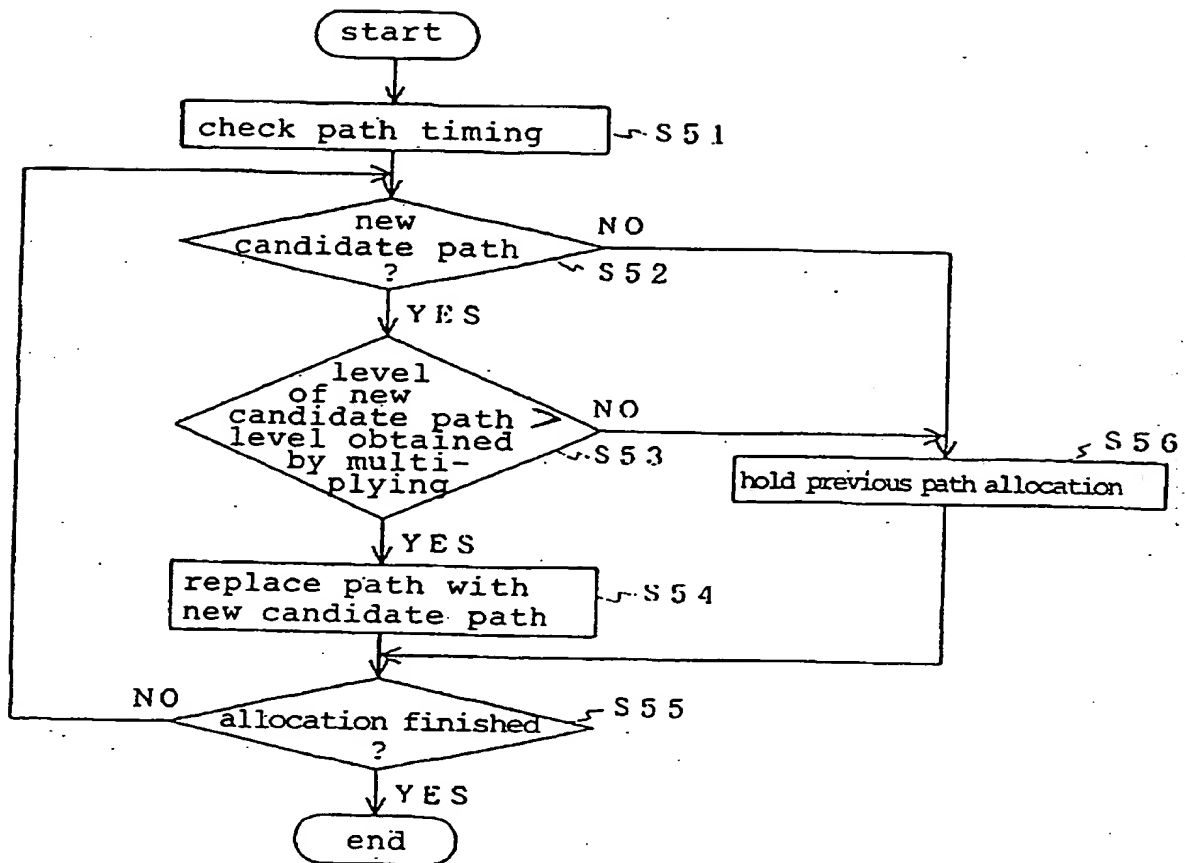 start
check path timing
S51
new
candidate path
?
NO
S52
YES
level
of new
candidate path >
level obtained
by multi-
plying
NO
S53
S56
hold previous path allocation
YES
replace path with
new candidate path
S54
NO
allocation finished
?
S55
YES
end